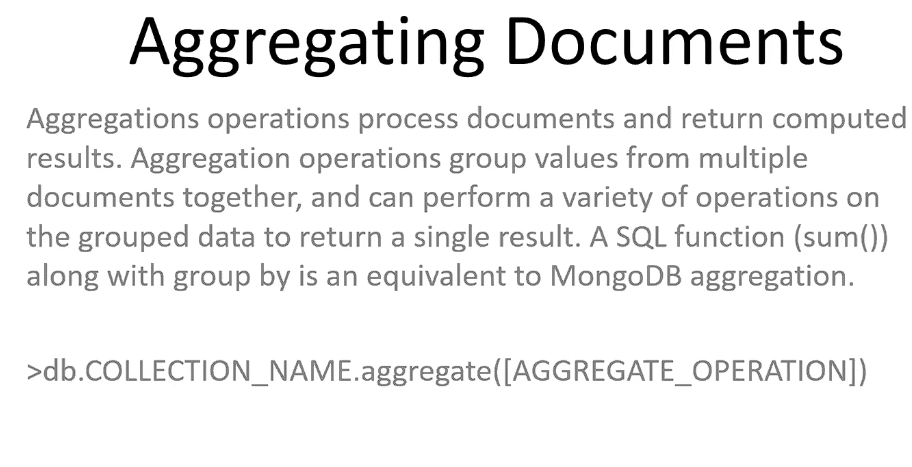 Aggregating Documents
Aggregations operations process documents and return computed
results. Aggregation operations group values from multiple
documents together, and can perform a variety of operations on
the grouped data to return a single result. A SQL function (sum())
along with group by is an equivalent to MongoDB aggregation.
>db.COLLECTION_NAME.aggregate([AGGREGATE_OPERATION])